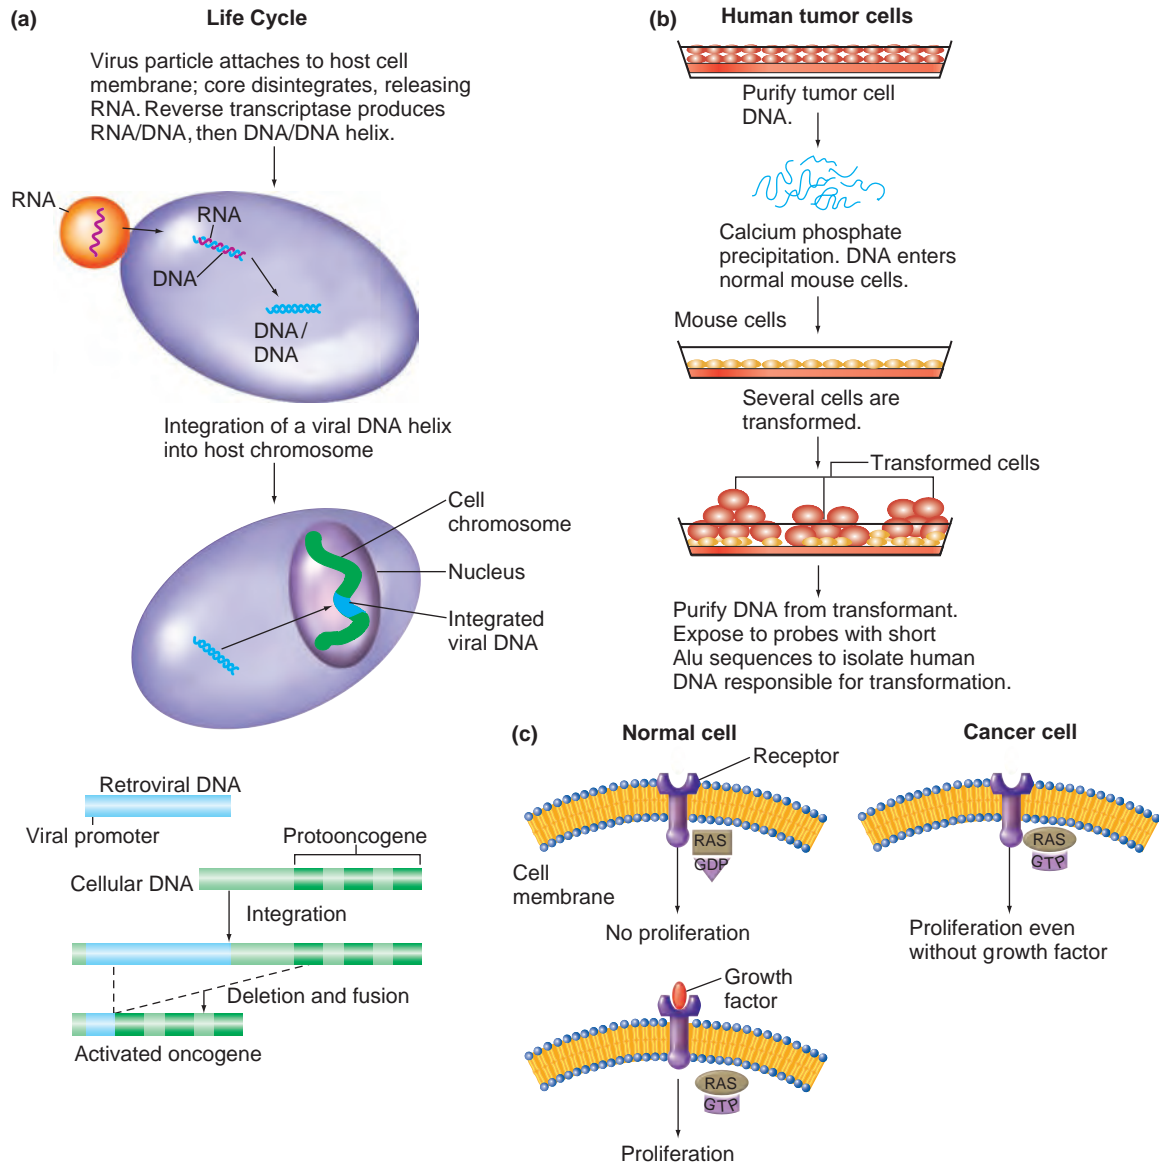 (a)
Life Cycle
Virus particle attaches to host cell
membrane; core disintegrates, releasing
RNA. Reverse transcriptase produces
RNA/DNA, then DNA/DNA helix.
RNA
RNA
DNA
DNA/
DNA
Integration of a viral DNA helix
into host chromosome
Cell
chromosome
Nucleus
Integrated
viral DNA
Retroviral DNA
Viral promoter
Protooncogene
Cellular DNA
Integration
Deletion and fusion
Activated oncogene
(b)
Human tumor cells
Purify tumor cell
DNA.
Calcium phosphate
precipitation. DNA enters
normal mouse cells.
Mouse cells
Several cells are
transformed.
Transformed cells
Purify DNA from transformant.
Expose to probes with short
Alu sequences to isolate human
DNA responsible for transformation.
(c)
Normal cell
Receptor
RAS
GDP
Cell
membrane
No proliferation
Growth
factor
RAS
GTP
Proliferation
Cancer cell
RAS
GTP
Proliferation even
without growth factor